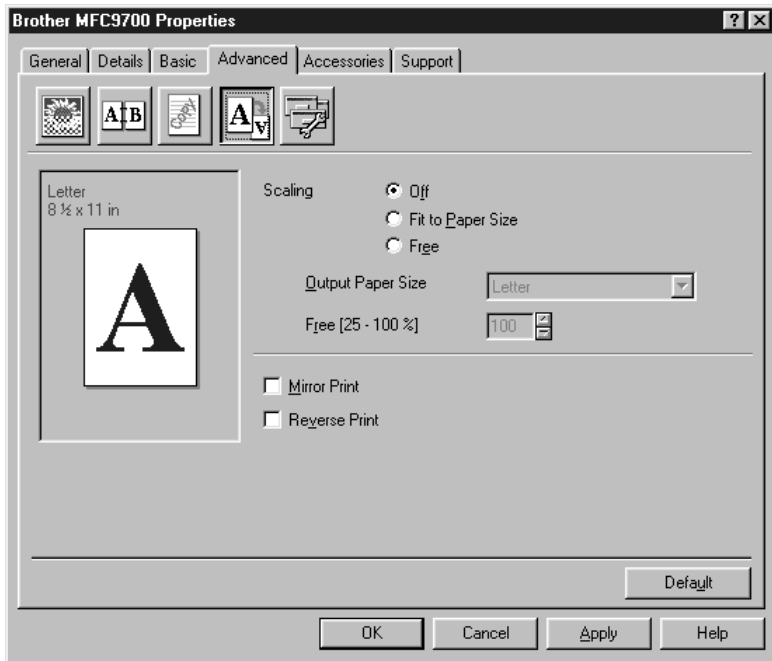 Brother MFC9700 Properties
General Details Basic Advanced Accessories Support
A B COPY A A
Letter
8 ½ x 11 in
A
Scaling Off
Fit to Paper Size
Free
Output Paper Size Letter
Free [25 - 100 %] 100
Mirror Print
Reverse Print
Default
OK Cancel Apply Help